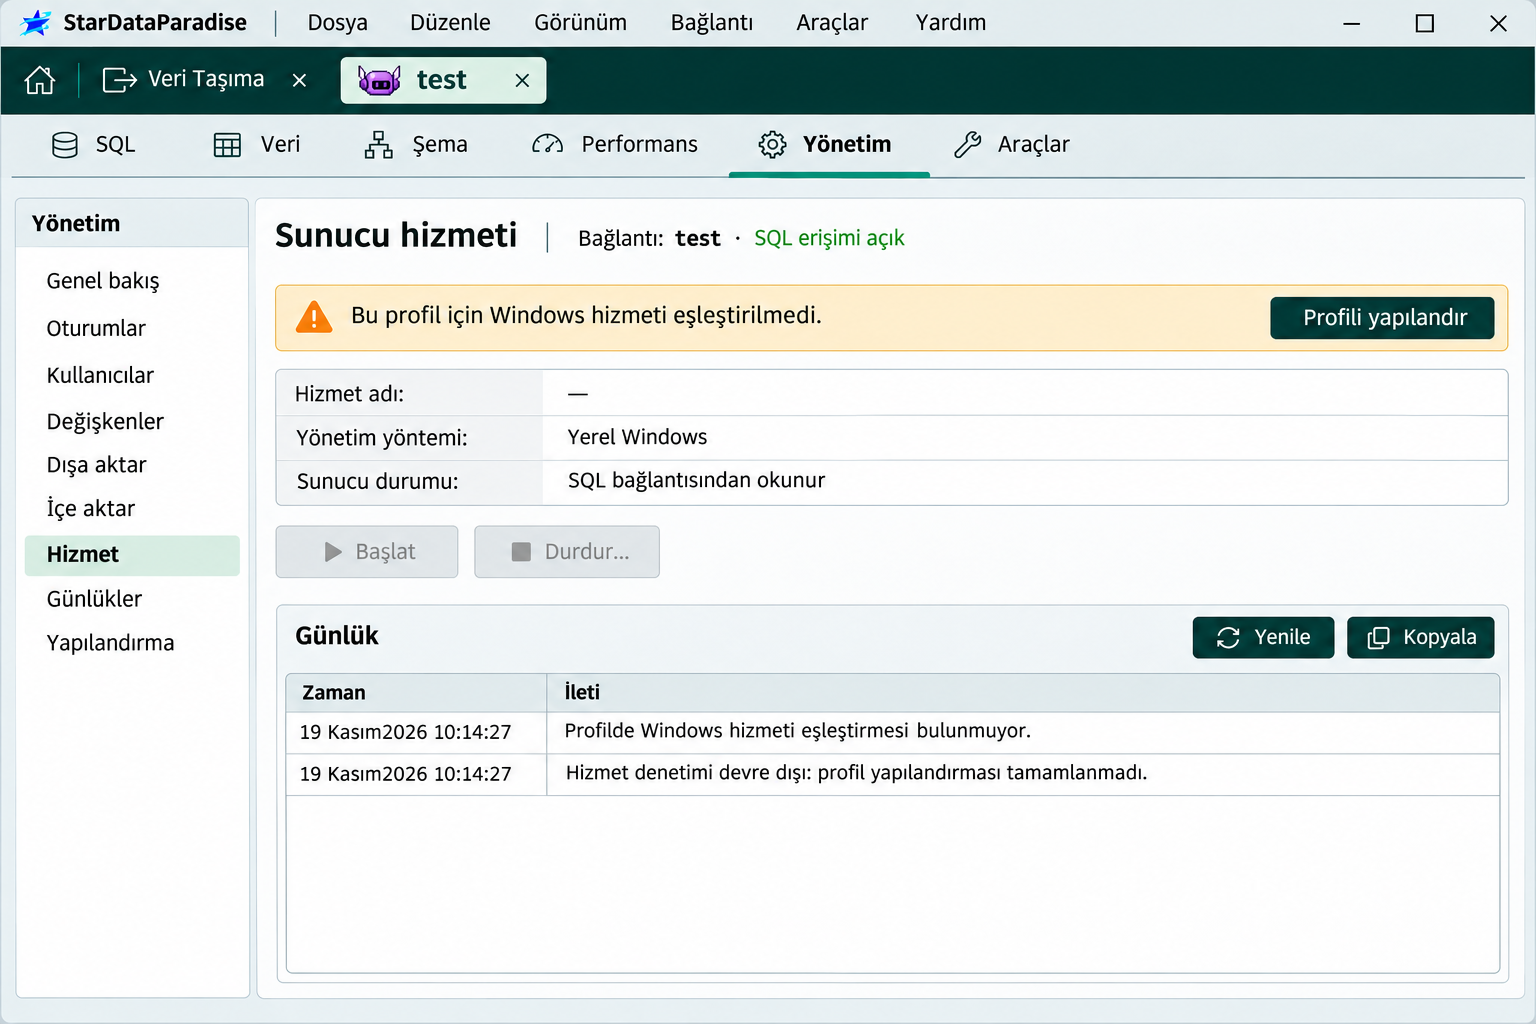 StarDataParadise Dosya Düzenle Görünüm Bağlantı Araçlar Yardım
Veri Taşıma test
SQL Veri Şema Performans Yönetim Araçlar
Yönetim
Genel bakış
Oturumlar
Kullanıcılar
Değişkenler
Dışa aktar
İçe aktar
Hizmet
Günlükler
Yapılandırma
Sunucu hizmeti Bağlantı: test · SQL erişimi açık
Bu profil için Windows hizmeti eşleştirilmedi. Profili yapılandır
Hizmet adı: —
Yönetim yöntemi: Yerel Windows
Sunucu durumu: SQL bağlantısından okunur
Başlat Durdur...
Günlük Yenile Kopyala
Zaman İleti
19 Kasım2026 10:14:27 Profilde Windows hizmeti eşleştirmesi bulunmuyor.
19 Kasım2026 10:14:27 Hizmet denetimi devre dışı: profil yapılandırması tamamlanmadı.